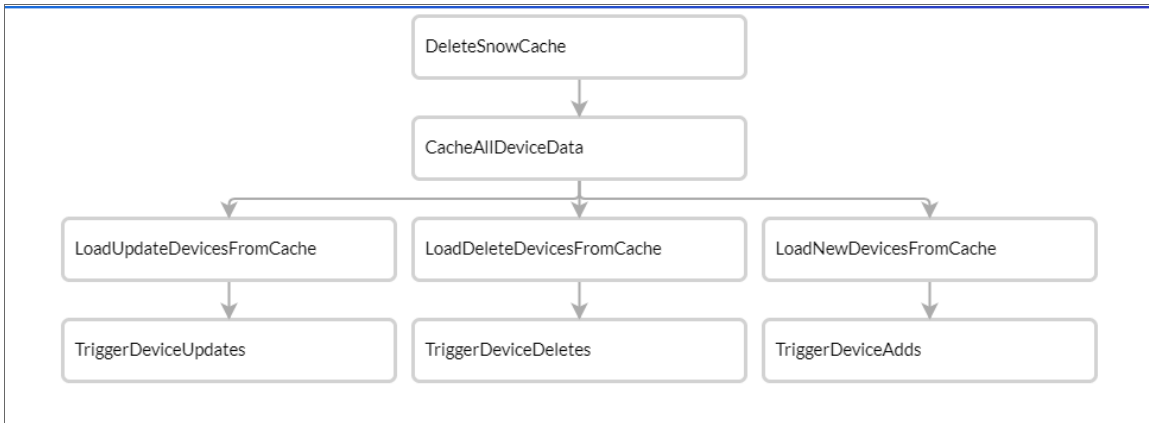 DeleteSnowCache
CacheAllDeviceData
LoadUpdateDevicesFromCache
LoadDeleteDevicesFromCache
LoadNewDevicesFromCache
TriggerDeviceUpdates
TriggerDeviceDeletes
TriggerDeviceAdds